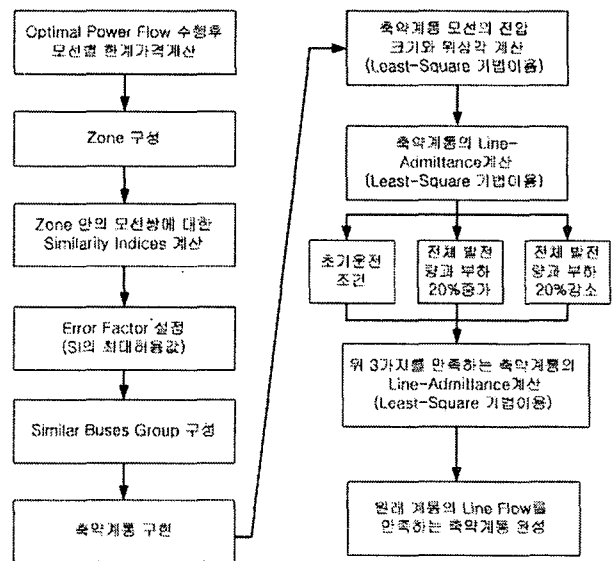 Optimal Power Flow 수행후
모선별 한계가격계산
Zone 구성
Zone 안의 모선쌍에 대한
Similarity Indices 계산
Error Factor 설정
(SI의 최대허용값)
Similar Buses Group 구성
축약계통 구현
축약계통 모선의 전압
크기와 위상각 계산
(Least-Square 기법이용)
축약계통의 Line-
Admittance계산
(Least-Square 기법이용)
초기운전
조건
전체 발전
량과 부하
20%증가
전체 발전
량과 부하
20%감소
위 3가지를 만족하는 축약계통의
Line-Admittance계산
(Least-Square 기법이용)
원래 계통의 Line Flow를
만족하는 축약계통 완성